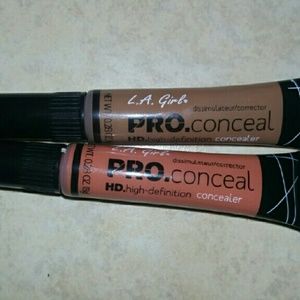 L.A. Girl
dissimulateur/corrector
PRO.conceal
HD.high-definition concealer
L.A. Girl
dissimulateur/corrector
PRO.conceal
HD.high-definition concealer